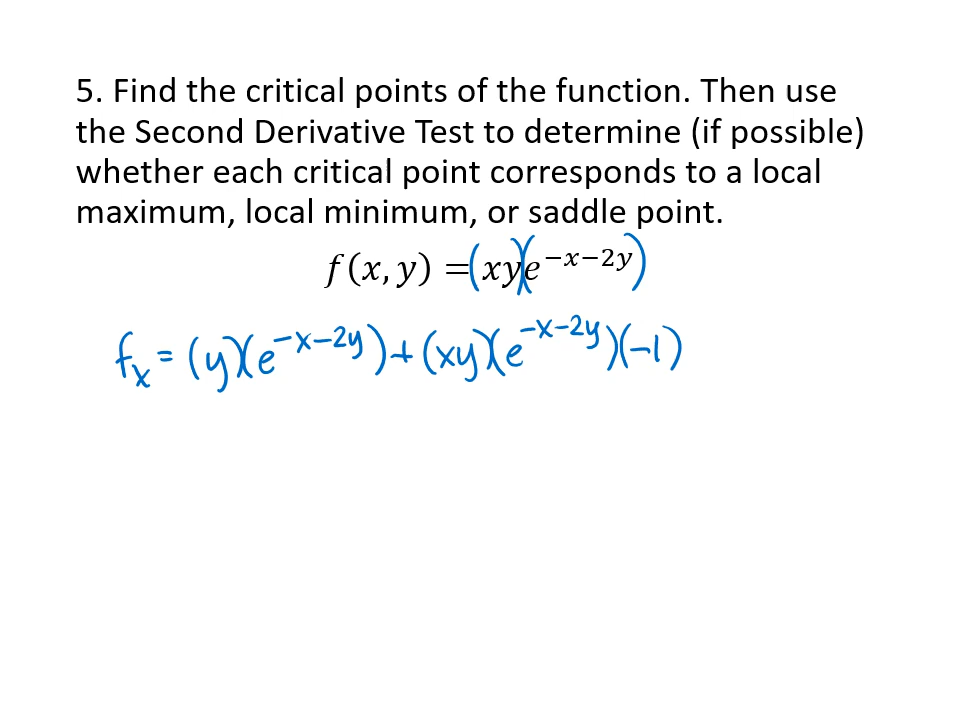 5. Find the critical points of the function. Then use
the Second Derivative Test to determine (if possible)
whether each critical point corresponds to a local
maximum, local minimum, or saddle point.
f(x, y) = (xy)(e^{−x−2y})
f_x = (y)(e^{-x-2y}) + (xy)(e^{-x-2y})(-1)